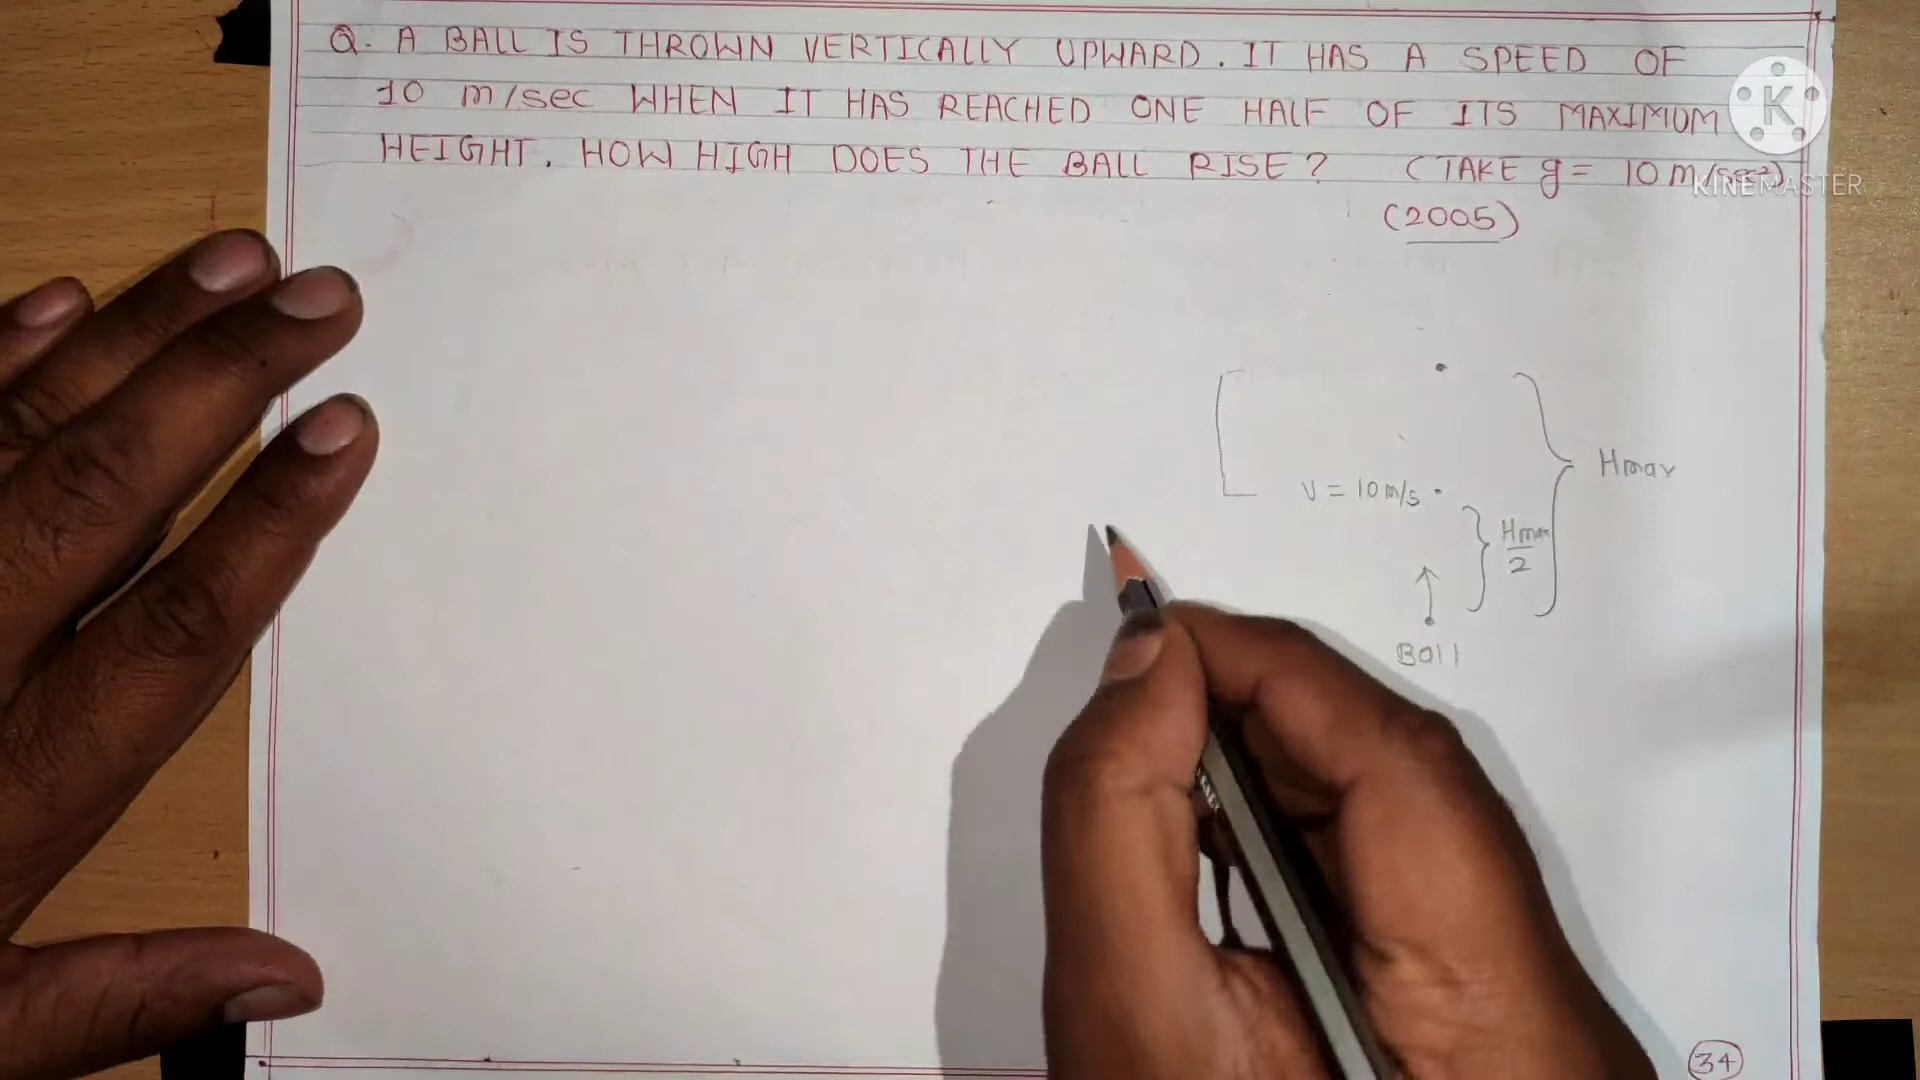 Q. A BALL IS THROWN VERTICALLY UPWARD. IT HAS A SPEED OF
10 m/sec WHEN IT HAS REACHED ONE HALF OF ITS MAXIMUM
HEIGHT. HOW HIGH DOES THE BALL RISE? (TAKE g = 10 m/sec²)
KINEMASTER
(2005)
Hmax
V = 10 m/s
Hmax
2
Ball
34